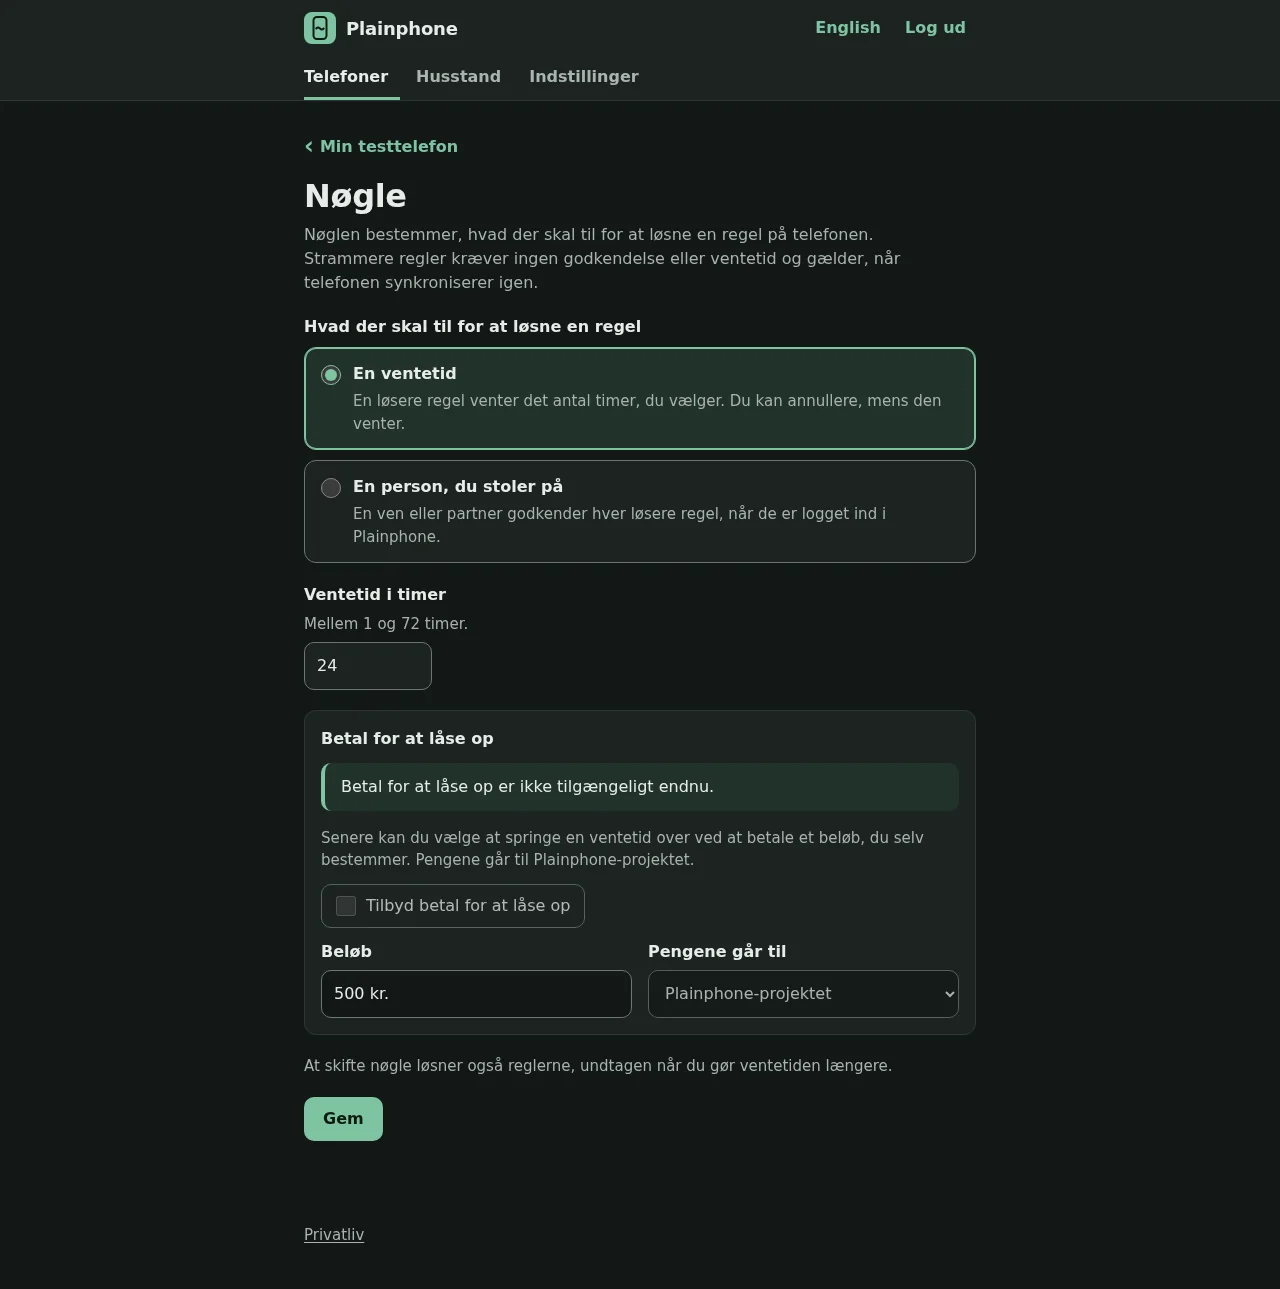 Plainphone
English
Log ud
Telefoner
Husstand
Indstillinger
‹ Min testtelefon
Nøgle
Nøglen bestemmer, hvad der skal til for at løsne en regel på telefonen.
Strammere regler kræver ingen godkendelse eller ventetid og gælder, når
telefonen synkroniserer igen.
Hvad der skal til for at løsne en regel
En ventetid
En løsere regel venter det antal timer, du vælger. Du kan annullere, mens den
venter.
En person, du stoler på
En ven eller partner godkender hver løsere regel, når de er logget ind i
Plainphone.
Ventetid i timer
Mellem 1 og 72 timer.
24
Betal for at låse op
Betal for at låse op er ikke tilgængeligt endnu.
Senere kan du vælge at springe en ventetid over ved at betale et beløb, du selv
bestemmer. Pengene går til Plainphone-projektet.
Tilbyd betal for at låse op
Beløb
Pengene går til
500 kr.
Plainphone-projektet
At skifte nøgle løsner også reglerne, undtagen når du gør ventetiden længere.
Gem
Privatliv